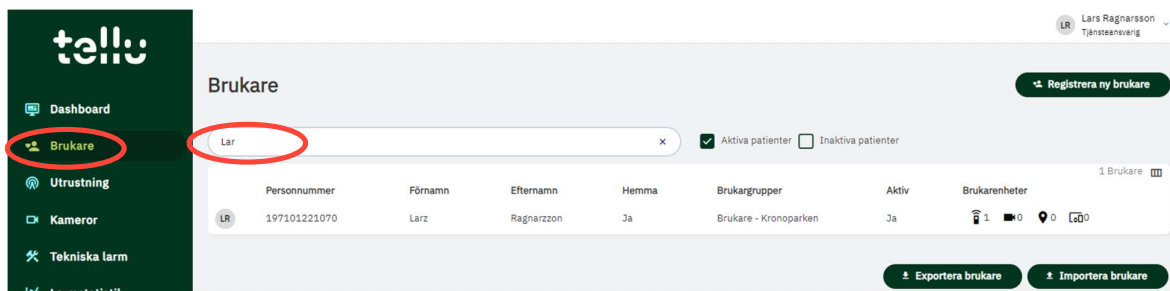 tellu
LR Lars Ragnarsson
Tjänsteansvarig
Brukare
Registrera ny brukare
Dashboard
Brukare
Utrustning
Kameror
Tekniska larm
Lar
x
Aktiva patienter
Inaktiva patienter
1 Brukare
Personnummer Förnamn Efternamn Hemma Brukargrupper Aktiv Brukarenheter
LR 197101221070 Larz Ragnarzzon Ja Brukare - Kronoparken Ja 1 0 0 0
Exportera brukare
Importera brukare